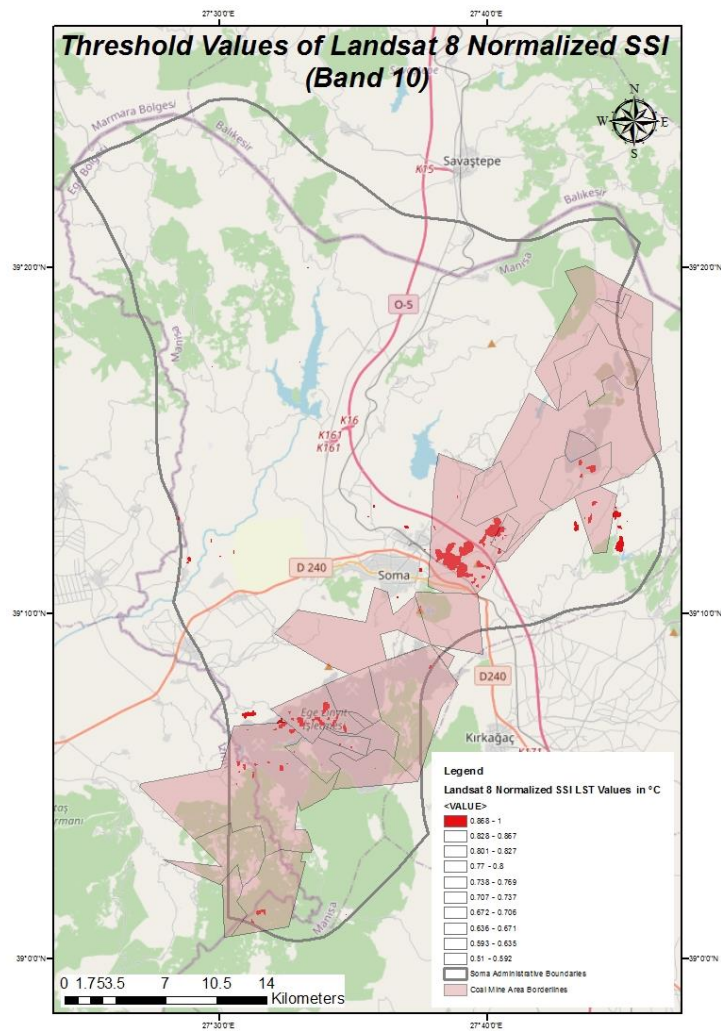 27°30'0"E
27°40'0"E
Threshold Values of Landsat 8 Normalized SSI
(Band 10)
N
W
E
S
Marmara Bölgesi
Ege Bölgesi
Balıkesir
K15
Savaştepe
Balıkesir
Manisa
39°20'0"N
39°20'0"N
O-5
Manisa
K16
K161
K161
D 240
Soma
39°10'0"N
39°10'0"N
D240
Ege Linyit
İşletmesi
Kırkağaç
K171
Legend
Landsat 8 Normalized SSI LST Values in °C
<VALUE>
0.868 - 1
0.828 - 0.867
0.801 - 0.827
0.77 - 0.8
0.738 - 0.769
0.707 - 0.737
0.672 - 0.706
0.636 - 0.671
0.593 - 0.635
0.51 - 0.592
Soma Administrative Boundaries
Coal Mine Area Borderlines
Manisa
39°0'0"N
39°0'0"N
0 1.753.5 7 10.5 14
Kilometers
27°30'0"E
27°40'0"E